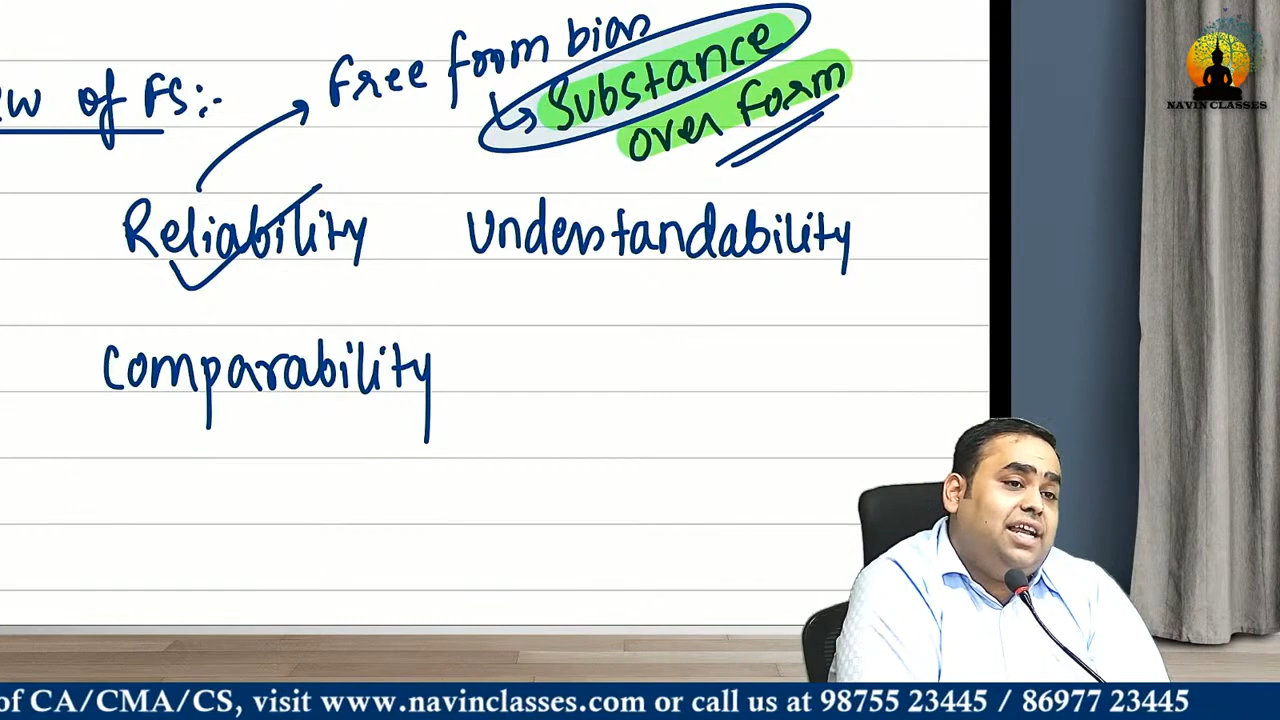 Free from bias
↳ Substance
over form
of FS:-
NAVIN CLASSES
Reliability Understandability
Comparability
of CA/CMA/CS, visit www.navinclasses.com or call us at 98755 23445 / 86977 23445